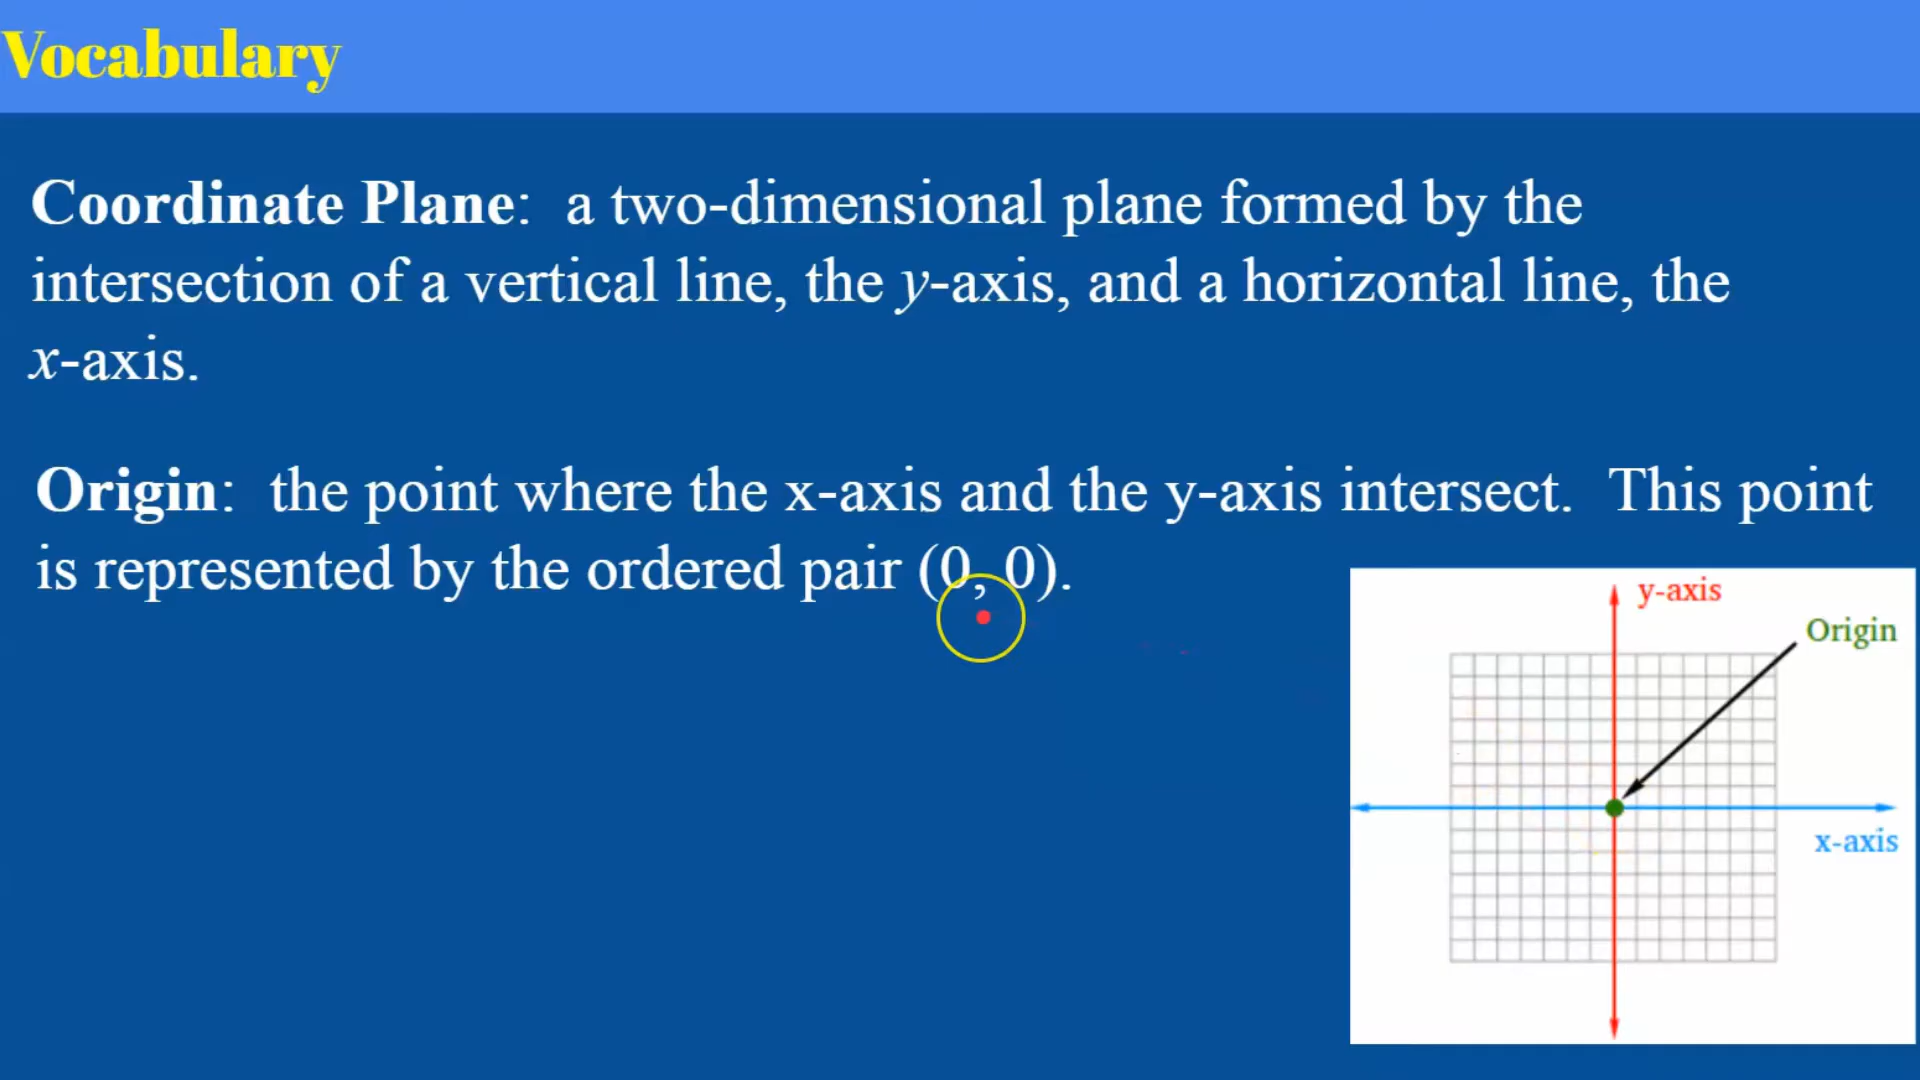 Vocabulary
Coordinate Plane: a two-dimensional plane formed by the
intersection of a vertical line, the y-axis, and a horizontal line, the
x-axis.
Origin: the point where the x-axis and the y-axis intersect. This point
is represented by the ordered pair (0, 0).
y-axis
Origin
x-axis